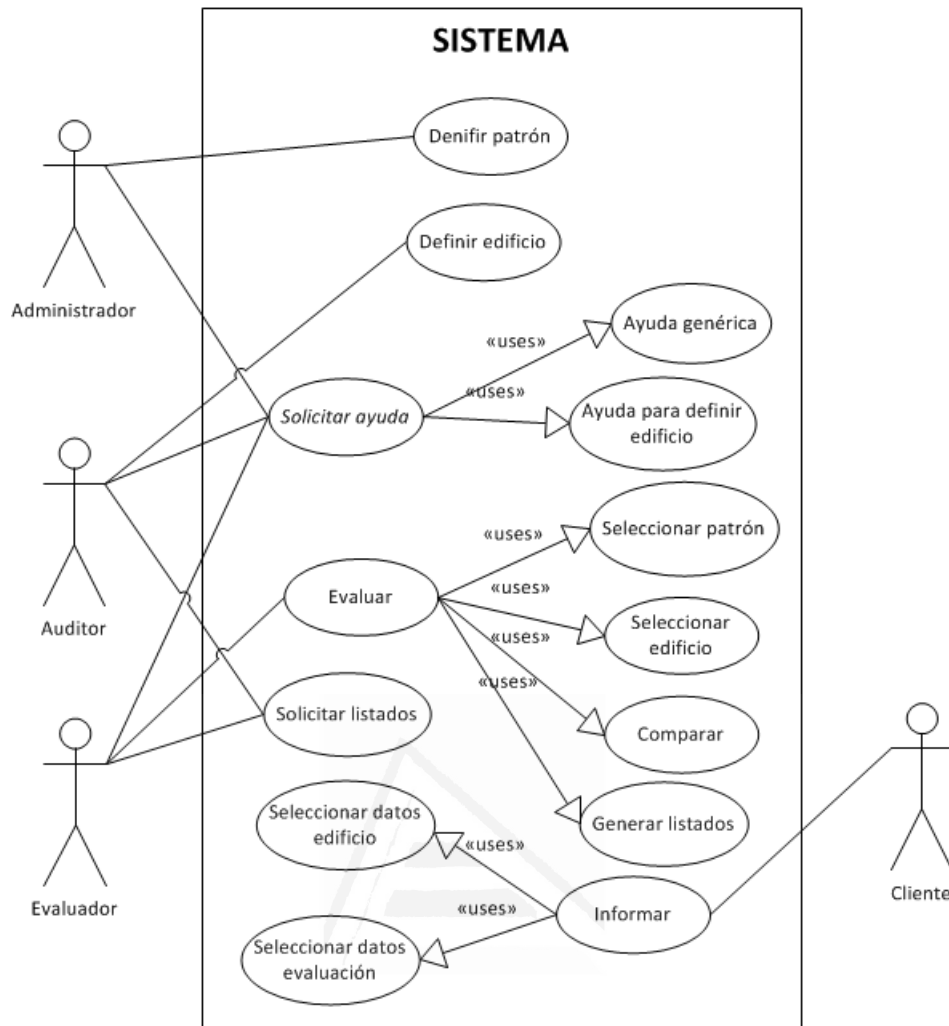 SISTEMA
Denifir patrón
Administrador
Definir edificio
Ayuda genérica
«uses»
«uses»
Solicitar ayuda
Ayuda para definir
edificio
Auditor
Seleccionar patrón
«uses»
«uses»
Evaluar
Seleccionar
edificio
«uses»
«uses»
Solicitar listados
Comparar
Evaluador
Seleccionar datos
edificio
Generar listados
«uses»
Cliente
«uses»
Informar
Seleccionar datos
evaluación